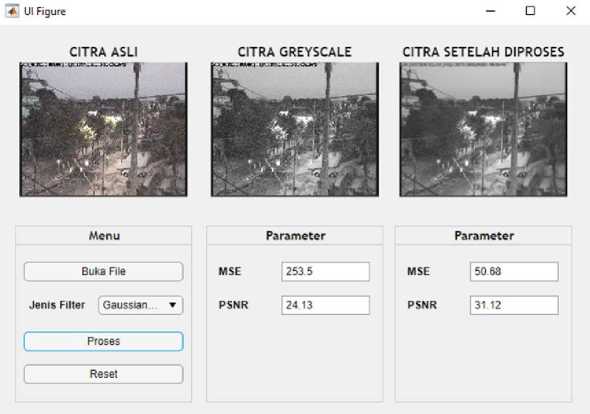 UI Figure
CITRA ASLI
CITRA GREYSCALE
CITRA SETELAH DIPROSES
Menu
Buka File
Jenis Filter Gaussian...
Proses
Reset
Parameter
MSE 253.5
PSNR 24.13
Parameter
MSE 50.68
PSNR 31.12